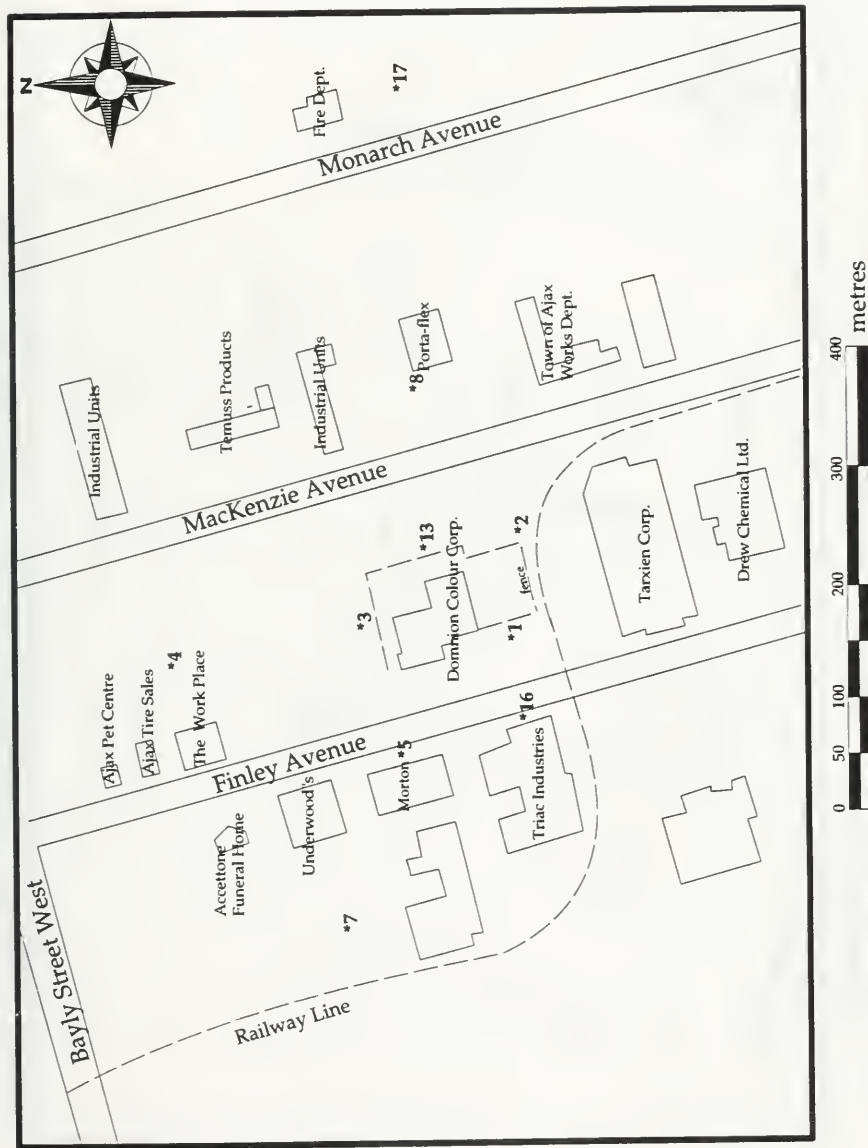 N
Fire Dept.
*17
Monarch Avenue
Industrial Units
Temuss Products
Industrial Units
*8
Porta-flex
Town of Ajax
Works Dept.
MacKenzie Avenue
*13
*2
Dominion Colour Corp.
fence
*3
*1
Tarxien Corp.
Drew Chemical Ltd.
*4
Ajax Pet Centre
Ajax Tire Sales
The Work Place
Finley Avenue
*16
*5
Morton
Triac Industries
Underwood's
Accettone
Funeral Home
*7
Bayly Street West
Railway Line
0 50 100 200 300 400
metres